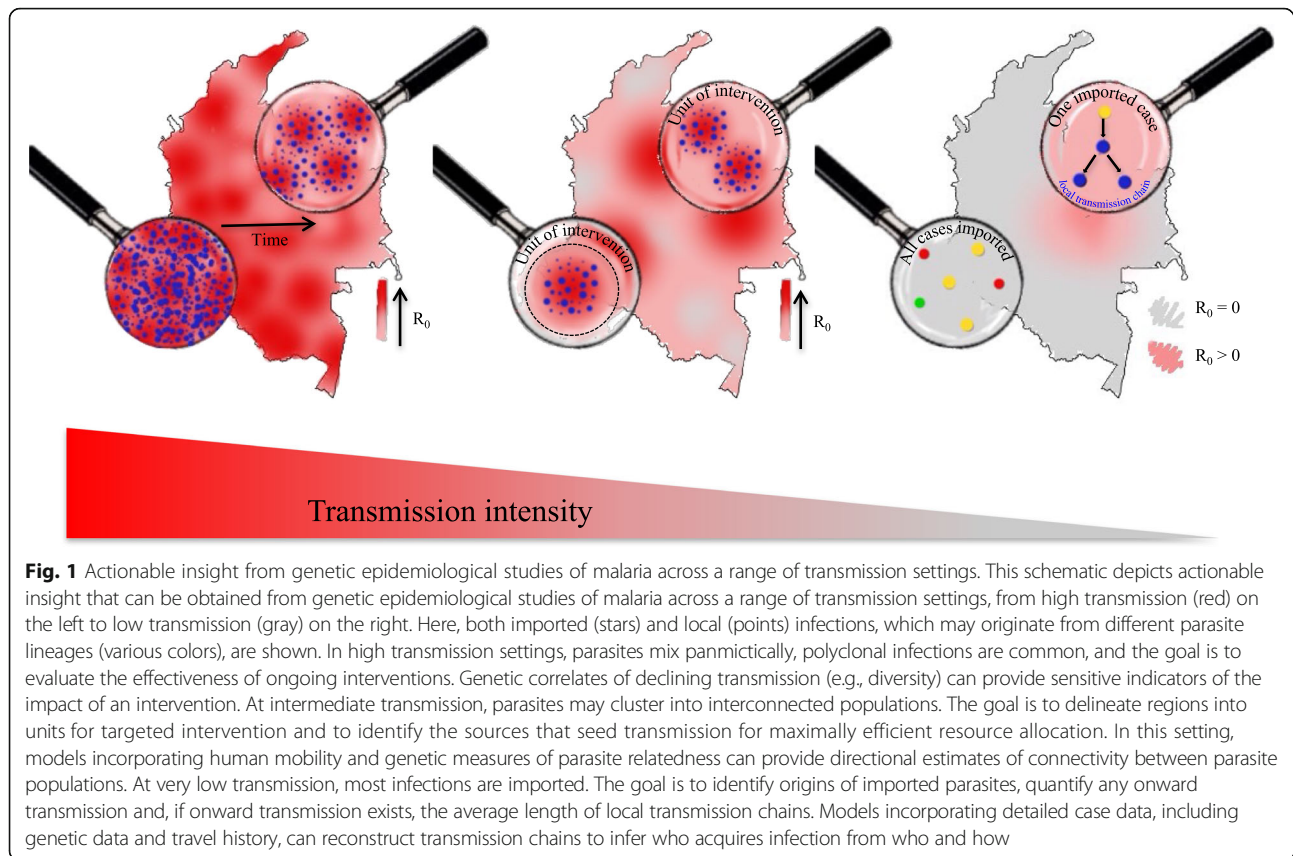 Time
R0
Unit of intervention
Unit of intervention
R0
One imported case
local transmission chain
All cases imported
R0 = 0
R0 > 0
Transmission intensity
Fig. 1 Actionable insight from genetic epidemiological studies of malaria across a range of transmission settings. This schematic depicts actionable
insight that can be obtained from genetic epidemiological studies of malaria across a range of transmission settings, from high transmission (red) on
the left to low transmission (gray) on the right. Here, both imported (stars) and local (points) infections, which may originate from different parasite
lineages (various colors), are shown. In high transmission settings, parasites mix panmictically, polyclonal infections are common, and the goal is to
evaluate the effectiveness of ongoing interventions. Genetic correlates of declining transmission (e.g., diversity) can provide sensitive indicators of the
impact of an intervention. At intermediate transmission, parasites may cluster into interconnected populations. The goal is to delineate regions into
units for targeted intervention and to identify the sources that seed transmission for maximally efficient resource allocation. In this setting,
models incorporating human mobility and genetic measures of parasite relatedness can provide directional estimates of connectivity between parasite
populations. At very low transmission, most infections are imported. The goal is to identify origins of imported parasites, quantify any onward
transmission and, if onward transmission exists, the average length of local transmission chains. Models incorporating detailed case data, including
genetic data and travel history, can reconstruct transmission chains to infer who acquires infection from who and how